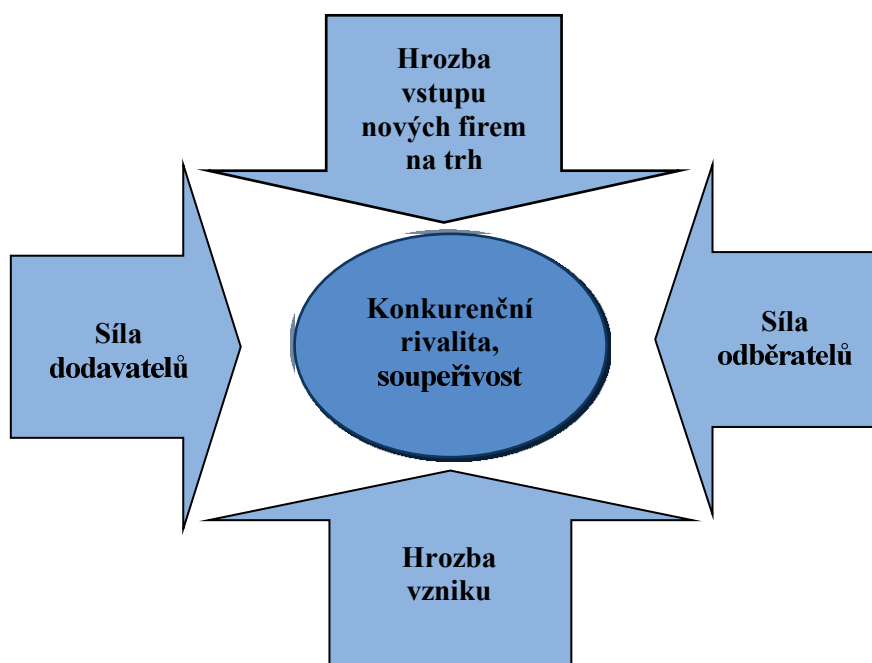 Hrozba
vstupu
nových firem
na trh
Síla
dodavatelů
Konkurenční
rivalita,
soupeřivost
Síla
odběratelů
Hrozba
vzniku